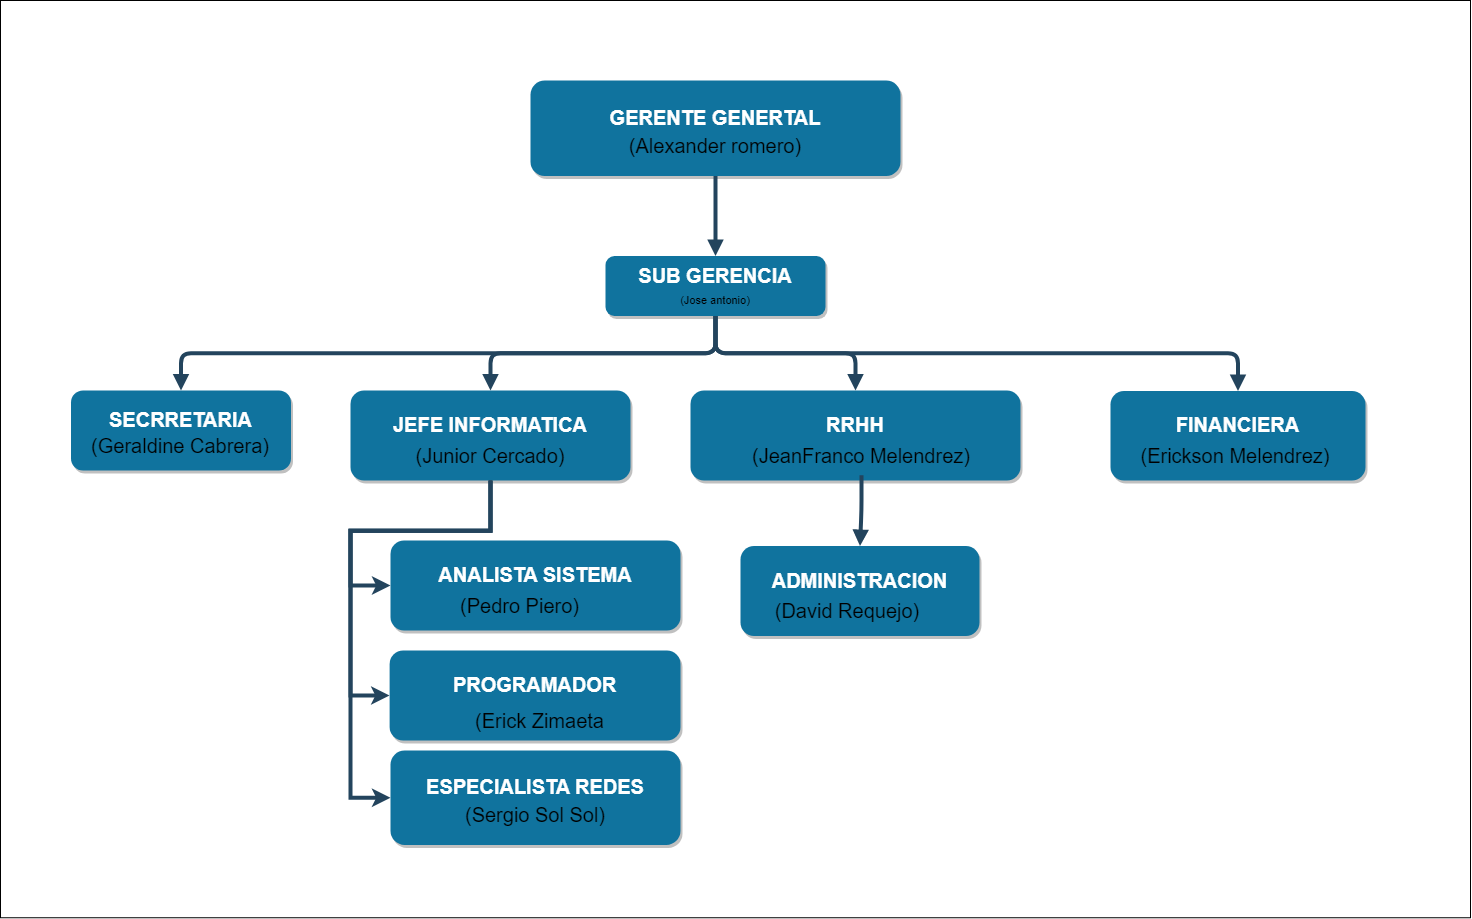 GERENTE GENERTAL
(Alexander romero)
SUB GERENCIA
(Jose antonio)
SECRRETARIA
(Geraldine Cabrera)
JEFE INFORMATICA
(Junior Cercado)
RRHH
(JeanFranco Melendrez)
FINANCIERA
(Erickson Melendrez)
ANALISTA SISTEMA
(Pedro Piero)
PROGRAMADOR
(Erick Zimaeta
ESPECIALISTA REDES
(Sergio Sol Sol)
ADMINISTRACION
(David Requejo)